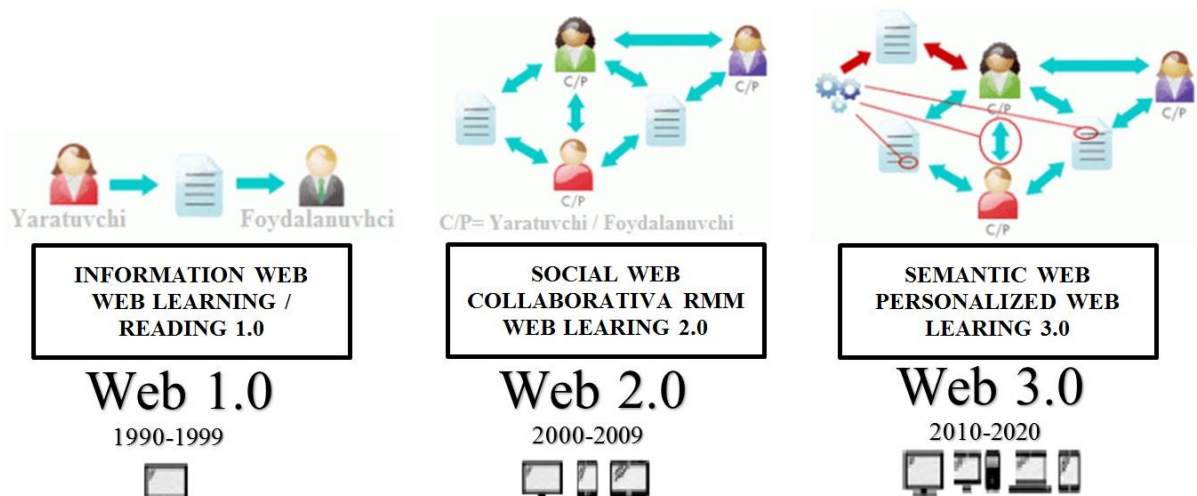 Yaratuvchi
Foydalanuvhci
INFORMATION WEB
WEB LEARNING /
READING 1.0
Web 1.0
1990-1999
C/P
C/P
C/P
C/P= Yaratuvchi / Foydalanuvchi
SOCIAL WEB
COLLABORATIVA RMM
WEB LEARING 2.0
Web 2.0
2000-2009
C/P
C/P
C/P
SEMANTIC WEB
PERSONALIZED WEB
LEARING 3.0
Web 3.0
2010-2020